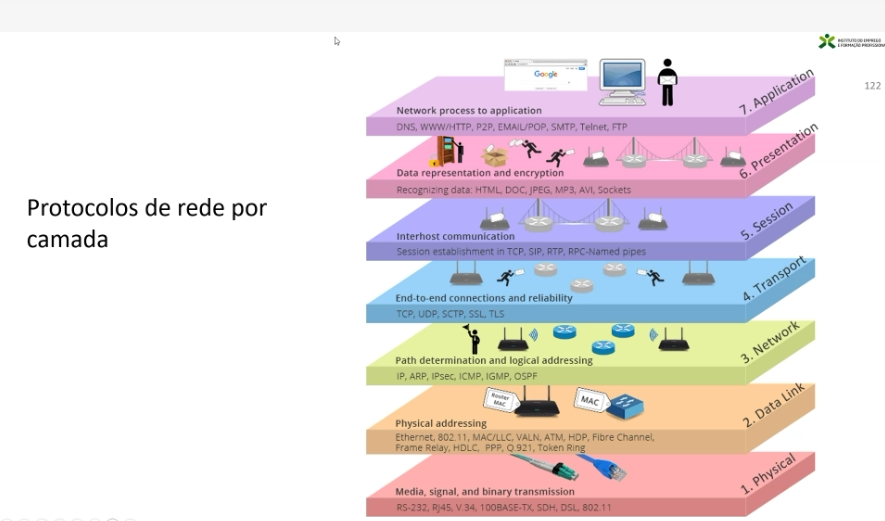 INSTITUTO DO EMPREGO
E FORMAÇÃO PROFISSIONAL
122
Protocolos de rede por
camada
Google
7. Application
Network process to application
DNS, WWW/HTTP, P2P, EMAIL/POP, SMTP, Telnet, FTP
6. Presentation
Data representation and encryption
Recognizing data: HTML, DOC, JPEG, MP3, AVI, Sockets
5. Session
Interhost communication
Session establishment in TCP, SIP, RTP, RPC-Named pipes
4. Transport
End-to-end connections and reliability
TCP, UDP, SCTP, SSL, TLS
3. Network
Path determination and logical addressing
IP, ARP, IPsec, ICMP, IGMP, OSPF
2. Data Link
Router
MAC
MAC
Physical addressing
Ethernet, 802.11, MAC/LLC, VALN, ATM, HDP, Fibre Channel,
Frame Relay, HDLC, PPP, Q.921, Token Ring
1. Physical
Media, signal, and binary transmission
RS-232, RJ45, V 34, 100BASE-TX, SDH, DSL, 802.11